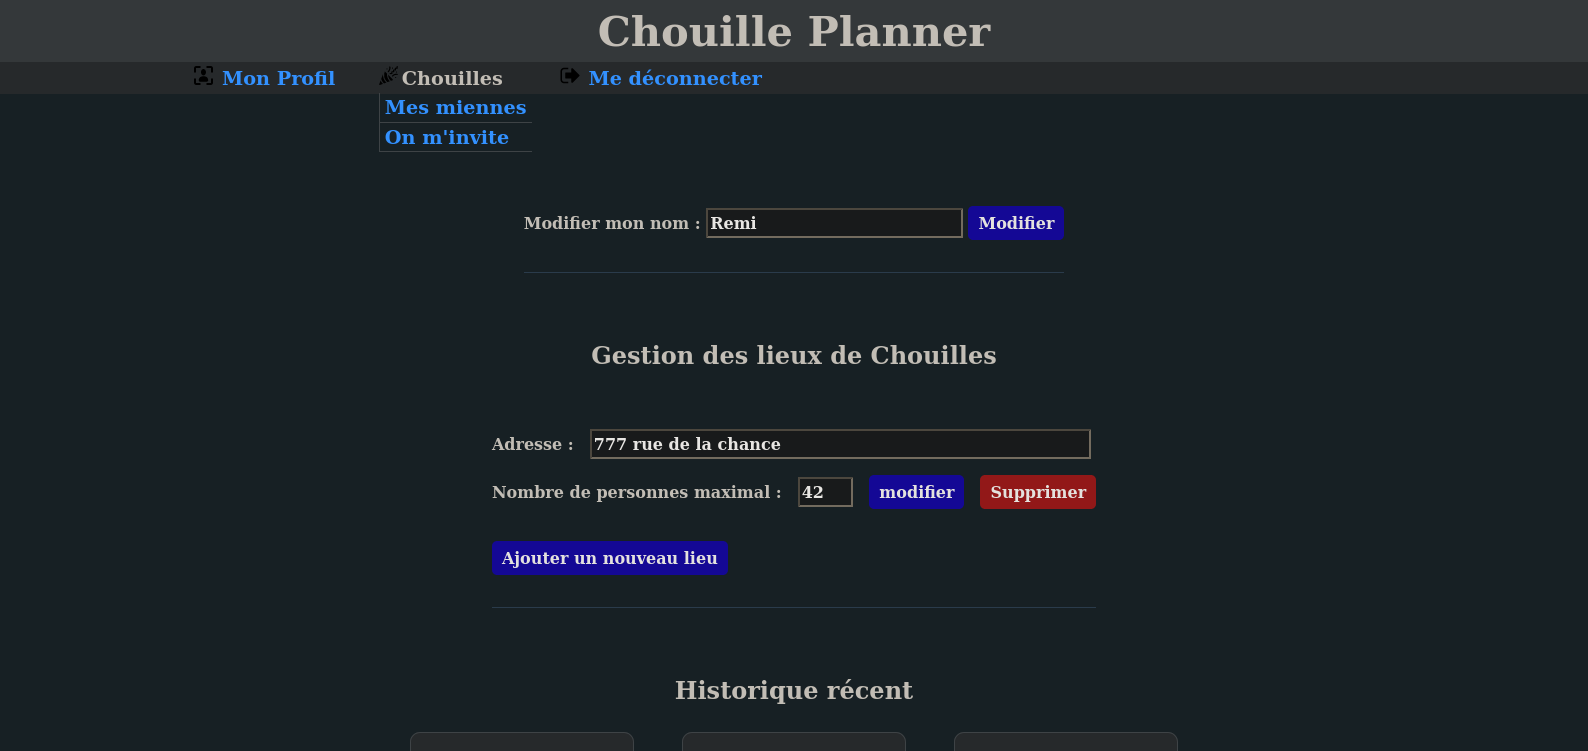 Chouille Planner
Mon Profil Chouilles Me déconnecter
Mes miennes
On m'invite
Modifier mon nom : Remi Modifier
Gestion des lieux de Chouilles
Adresse : 777 rue de la chance
Nombre de personnes maximal : 42 modifier Supprimer
Ajouter un nouveau lieu
Historique récent